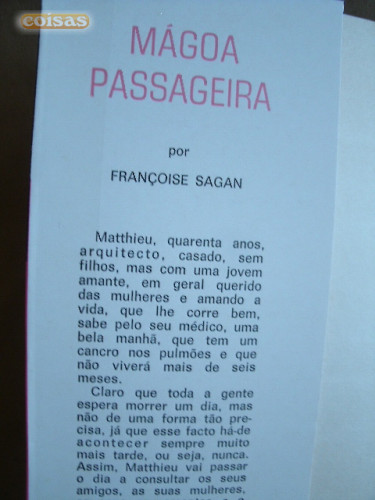 coisas
MÁGOA
PASSAGEIRA
por
FRANÇOISE SAGAN
Matthieu, quarenta anos,
arquitecto, casado, sem
filhos, mas com uma jovem
amante, em geral querido
das mulheres e amando a
vida, que lhe corre bem,
sabe pelo seu médico, uma
bela manhã, que tem um
cancro nos pulmões e que
não viverá mais de seis
meses.
Claro que toda a gente
espera morrer um dia, mas
não de uma forma tão pre-
cisa, já que esse facto há-de
acontecer sempre muito
mais tarde, ou seja, nunca.
Assim, Matthieu vai passar
o dia a consultar os seus
amigos, as suas mulheres,